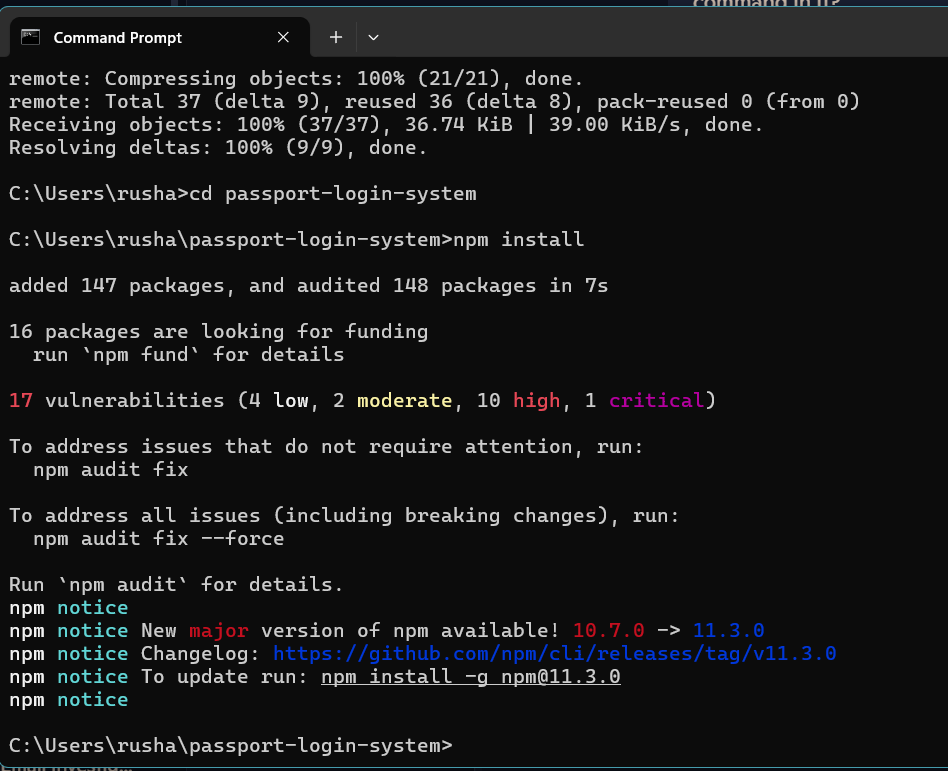 command in it?
Command Prompt
remote: Compressing objects: 100% (21/21), done.
remote: Total 37 (delta 9), reused 36 (delta 8), pack-reused 0 (from 0)
Receiving objects: 100% (37/37), 36.74 KiB | 39.00 KiB/s, done.
Resolving deltas: 100% (9/9), done.
C:\Users\rusha>cd passport-login-system
C:\Users\rusha\passport-login-system>npm install
added 147 packages, and audited 148 packages in 7s
16 packages are looking for funding
  run `npm fund` for details
17 vulnerabilities (4 low, 2 moderate, 10 high, 1 critical)
To address issues that do not require attention, run:
  npm audit fix
To address all issues (including breaking changes), run:
  npm audit fix --force
Run `npm audit` for details.
npm notice
npm notice New major version of npm available! 10.7.0 -> 11.3.0
npm notice Changelog: https://github.com/npm/cli/releases/tag/v11.3.0
npm notice To update run: npm install -g npm@11.3.0
npm notice
C:\Users\rusha\passport-login-system>